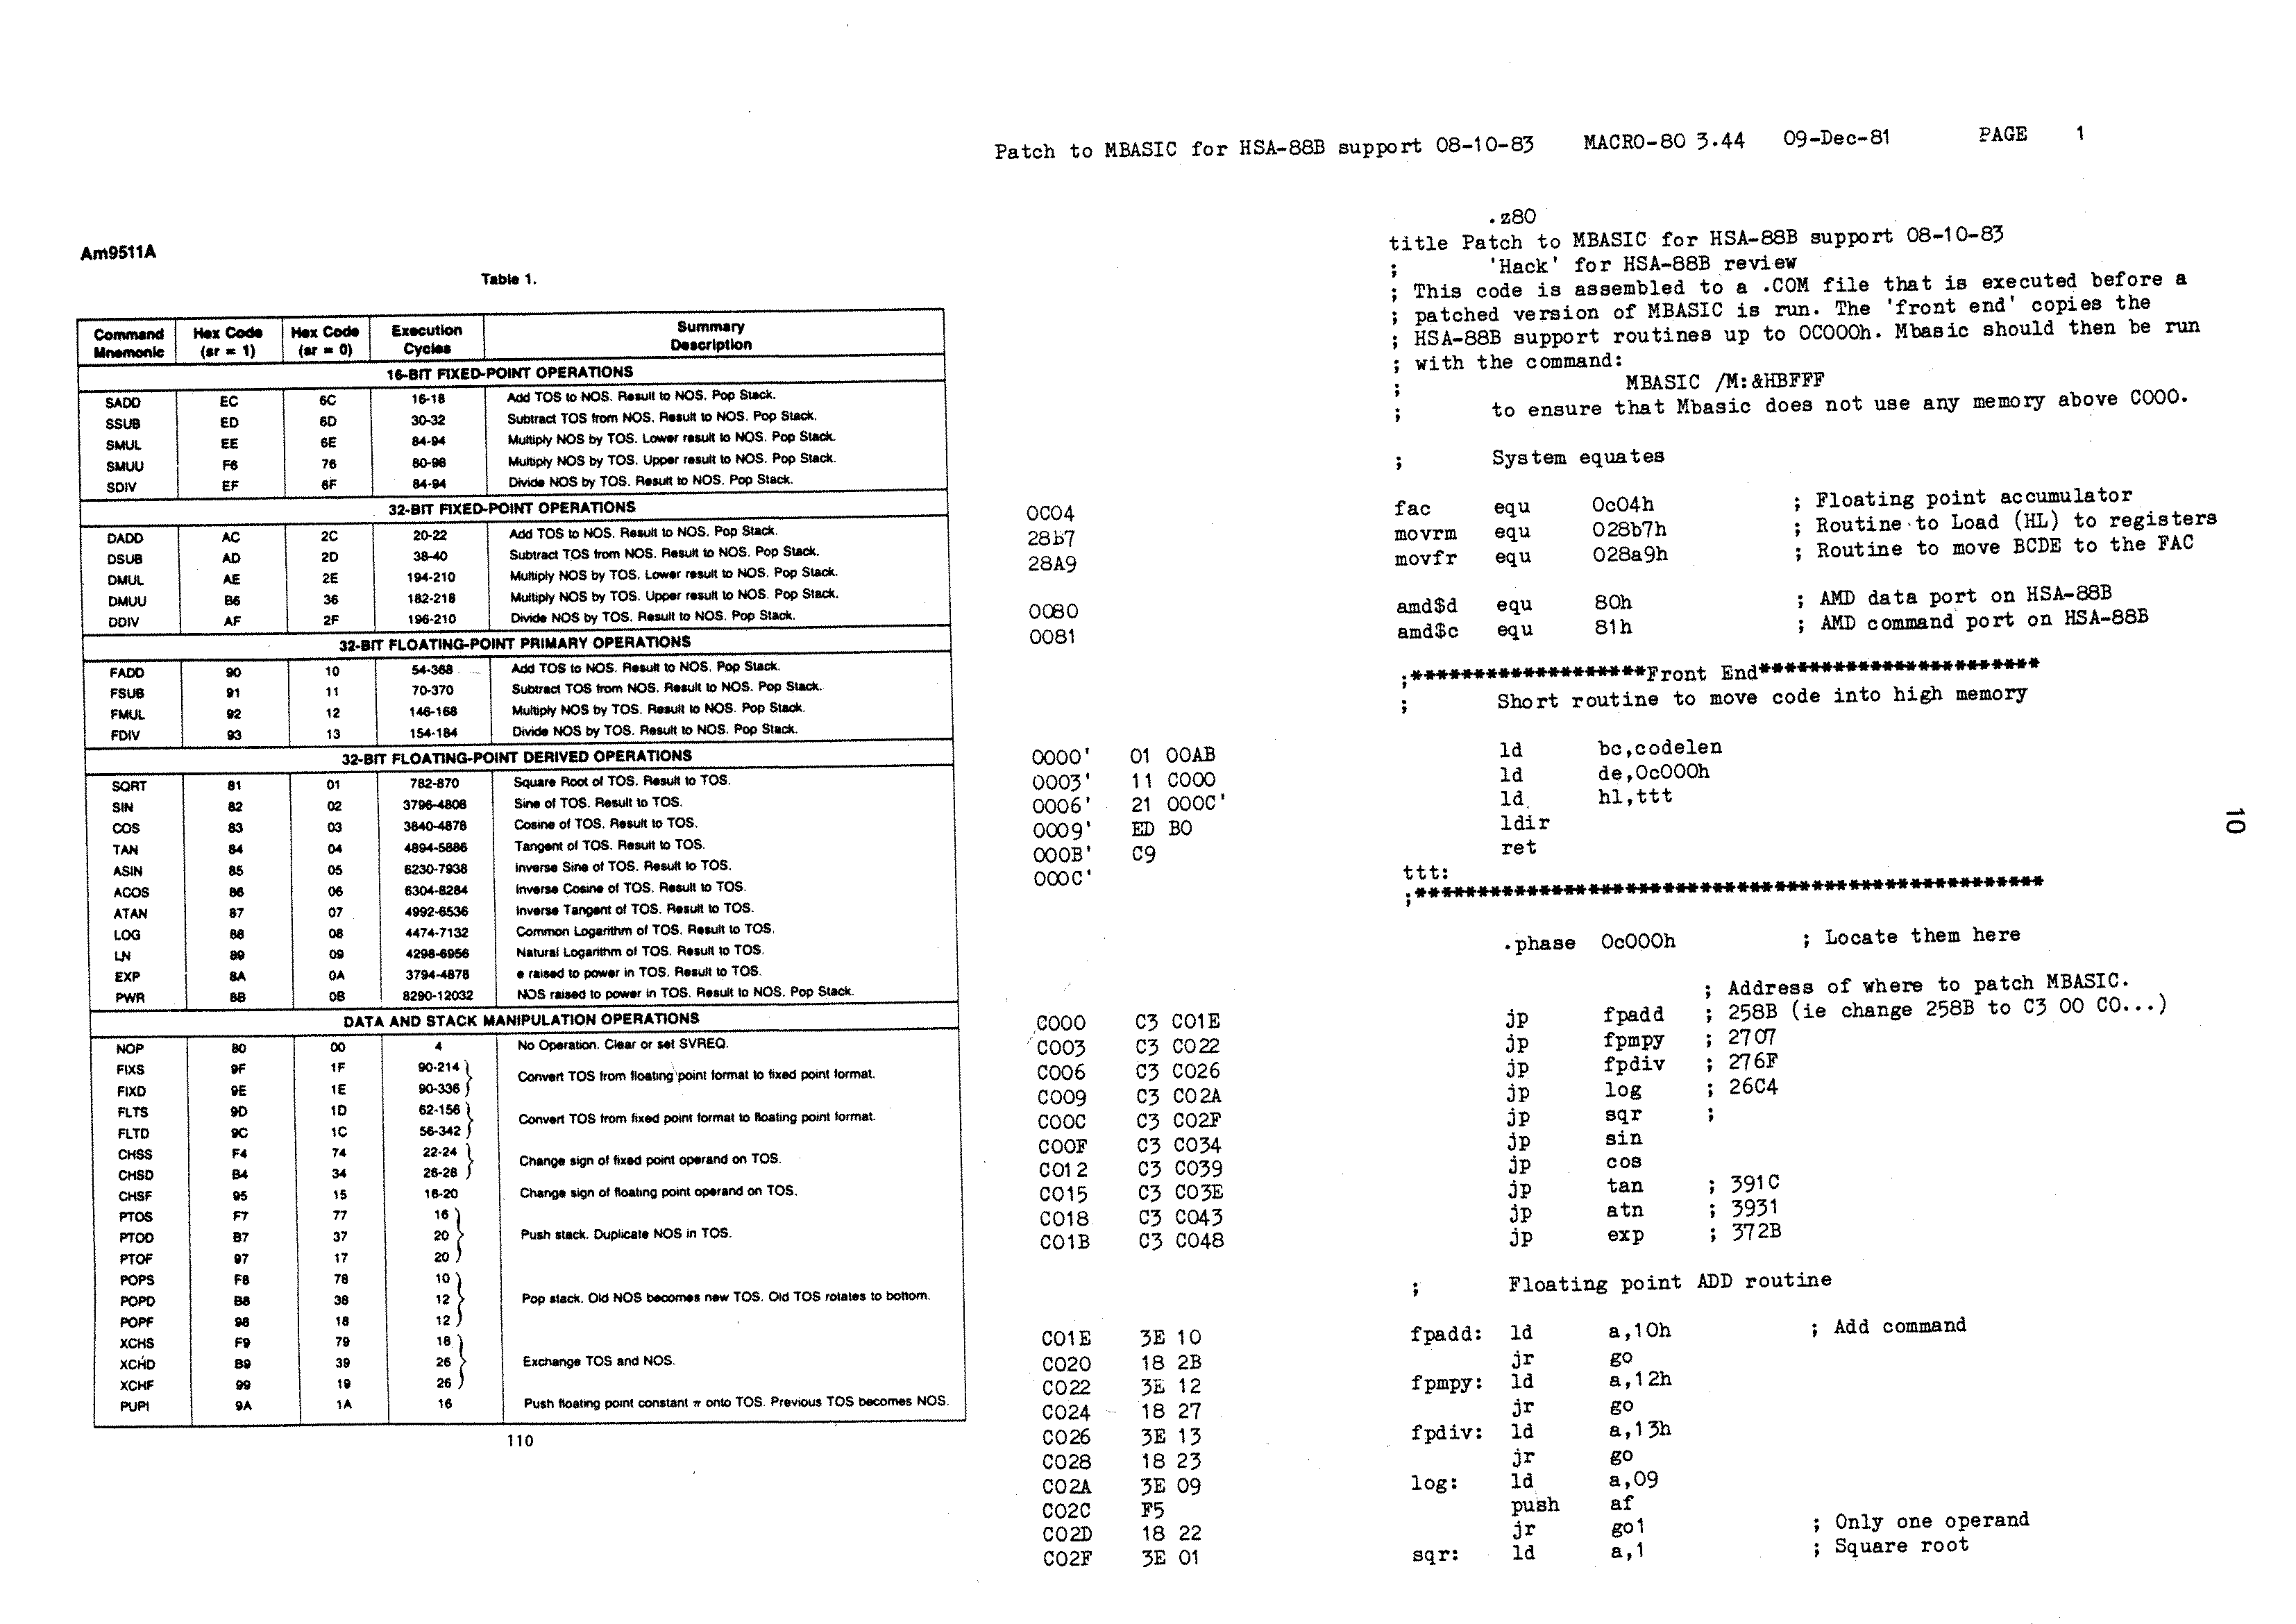 Am9511A
Table 1.
Command Mnemonic | Hex Code (sr = 1) | Hex Code (sr = 0) | Execution Cycles | Summary Description
16-BIT FIXED-POINT OPERATIONS
SADD EC 6C 16-18 Add TOS to NOS. Result to NOS. Pop Stack.
SSUB ED 6D 30-32 Subtract TOS from NOS. Result to NOS. Pop Stack.
SMUL EE 6E 84-94 Multiply NOS by TOS. Lower result to NOS. Pop Stack.
SMUU F6 76 80-98 Multiply NOS by TOS. Upper result to NOS. Pop Stack.
SDIV EF 6F 84-94 Divide NOS by TOS. Result to NOS. Pop Stack.
32-BIT FIXED-POINT OPERATIONS
DADD AC 2C 20-22 Add TOS to NOS. Result to NOS. Pop Stack.
DSUB AD 2D 38-40 Subtract TOS from NOS. Result to NOS. Pop Stack.
DMUL AE 2E 194-210 Multiply NOS by TOS. Lower result to NOS. Pop Stack.
DMUU B6 36 182-218 Multiply NOS by TOS. Upper result to NOS. Pop Stack.
DDIV AF 2F 196-210 Divide NOS by TOS. Result to NOS. Pop Stack.
32-BIT FLOATING-POINT PRIMARY OPERATIONS
FADD 90 10 54-368 Add TOS to NOS. Result to NOS. Pop Stack.
FSUB 91 11 70-370 Subtract TOS from NOS. Result to NOS. Pop Stack.
FMUL 92 12 146-168 Multiply NOS by TOS. Result to NOS. Pop Stack.
FDIV 93 13 154-184 Divide NOS by TOS. Result to NOS. Pop Stack.
32-BIT FLOATING-POINT DERIVED OPERATIONS
SQRT 81 01 782-870 Square Root of TOS. Result to TOS.
SIN 82 02 3796-4808 Sine of TOS. Result to TOS.
COS 83 03 3840-4878 Cosine of TOS. Result to TOS.
TAN 84 04 4894-5886 Tangent of TOS. Result to TOS.
ASIN 85 05 6230-7938 Inverse Sine of TOS. Result to TOS.
ACOS 86 06 6304-8284 Inverse Cosine of TOS. Result to TOS.
ATAN 87 07 4992-6536 Inverse Tangent of TOS. Result to TOS.
LOG 88 08 4474-7132 Common Logarithm of TOS. Result to TOS.
LN 89 09 4298-6956 Natural Logarithm of TOS. Result to TOS.
EXP 8A 0A 3794-4878 e raised to power in TOS. Result to TOS.
PWR 8B 0B 8290-12032 NOS raised to power in TOS. Result to NOS. Pop Stack.
DATA AND STACK MANIPULATION OPERATIONS
NOP 80 00 4 No Operation. Clear or set SVREQ.
FIXS 9F 1F 90-214
FIXD 9E 1E 90-336 Convert TOS from floating point format to fixed point format.
FLTS 9D 1D 62-156
FLTD 9C 1C 56-342 Convert TOS from fixed point format to floating point format.
CHSS F4 74 22-24
CHSD B4 34 26-28 Change sign of fixed point operand on TOS.
CHSF 95 15 16-20 Change sign of floating point operand on TOS.
PTOS F7 77 16
PTOD B7 37 20 Push stack. Duplicate NOS in TOS.
PTOF 97 17 20
POPS F8 78 10
POPD B8 38 12 Pop stack. Old NOS becomes new TOS. Old TOS rotates to bottom.
POPF 98 18 12
XCHS F9 79 18
XCHD B9 39 26 Exchange TOS and NOS.
XCHF 99 19 26
PUPI 9A 1A 16 Push floating point constant π onto TOS. Previous TOS becomes NOS.
110
Patch to MBASIC for HSA-88B support 08-10-83 MACRO-80 3.44 09-Dec-81 PAGE 1
.z80
title Patch to MBASIC for HSA-88B support 08-10-83
; 'Hack' for HSA-88B review
; This code is assembled to a .COM file that is executed before a
; patched version of MBASIC is run. The 'front end' copies the
; HSA-88B support routines up to 0C000h. Mbasic should then be run
; with the command:
; MBASIC /M:&HBFFF
; to ensure that Mbasic does not use any memory above C000.
; System equates
0C04 fac equ 0c04h ; Floating point accumulator
28B7 movrm equ 028b7h ; Routine to Load (HL) to registers
28A9 movfr equ 028a9h ; Routine to move BCDE to the FAC
0080 amd$d equ 80h ; AMD data port on HSA-88B
0081 amd$c equ 81h ; AMD command port on HSA-88B
;*******************Front End***********************
; Short routine to move code into high memory
0000' 01 00AB ld bc,codelen
0003' 11 C000 ld de,0c000h
0006' 21 000C' ld hl,ttt
0009' ED B0 ldir
000B' C9 ret
000C' ttt:
;***************************************************
.phase 0c000h ; Locate them here
; Address of where to patch MBASIC.
C000 C3 C01E jp fpadd ; 258B (ie change 258B to C3 00 C0...)
C003 C3 C022 jp fpmpy ; 2707
C006 C3 C026 jp fpdiv ; 276F
C009 C3 C02A jp log ; 26C4
C00C C3 C02F jp sqr ;
C00F C3 C034 jp sin
C012 C3 C039 jp cos
C015 C3 C03E jp tan ; 391C
C018 C3 C043 jp atn ; 3931
C01B C3 C048 jp exp ; 372B
; Floating point ADD routine
C01E 3E 10 fpadd: ld a,10h ; Add command
C020 18 2B jr go
C022 3E 12 fpmpy: ld a,12h
C024 18 27 jr go
C026 3E 13 fpdiv: ld a,13h
C028 18 23 jr go
C02A 3E 09 log: ld a,09
C02C F5 push af
C02D 18 22 jr go1 ; Only one operand
C02F 3E 01 sqr: ld a,1 ; Square root
10